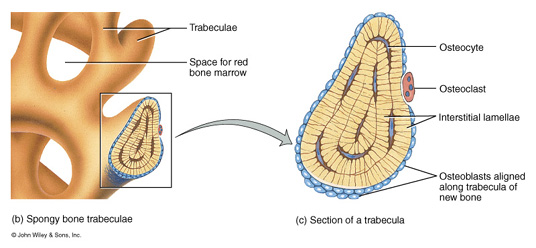 Trabeculae
Space for red
bone marrow
Osteocyte
Osteoclast
Interstitial lamellae
Osteoblasts aligned
along trabecula of
new bone
(b) Spongy bone trabeculae
(c) Section of a trabecula
© John Wiley & Sons, Inc.